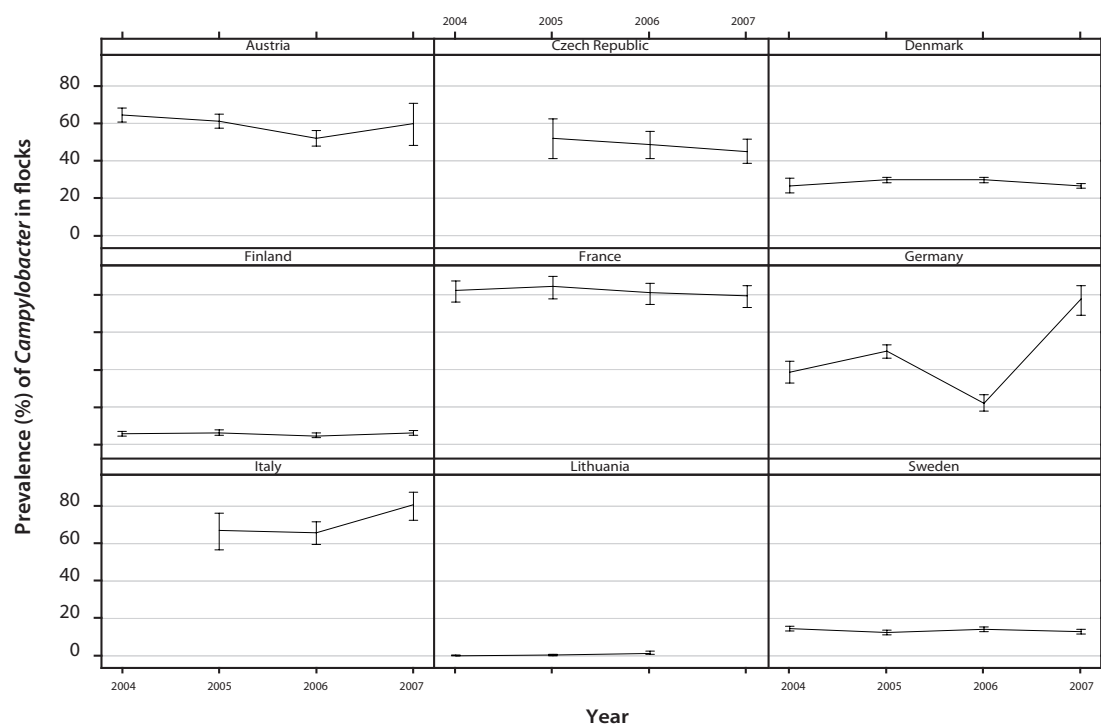 2004 2005 2006 2007
Austria Czech Republic Denmark
80
60
40
20
0
Finland France Germany
Prevalence (%) of Campylobacter in flocks
Italy Lithuania Sweden
80
60
40
20
0
2004 2005 2006 2007 2004 2005 2006 2007
Year